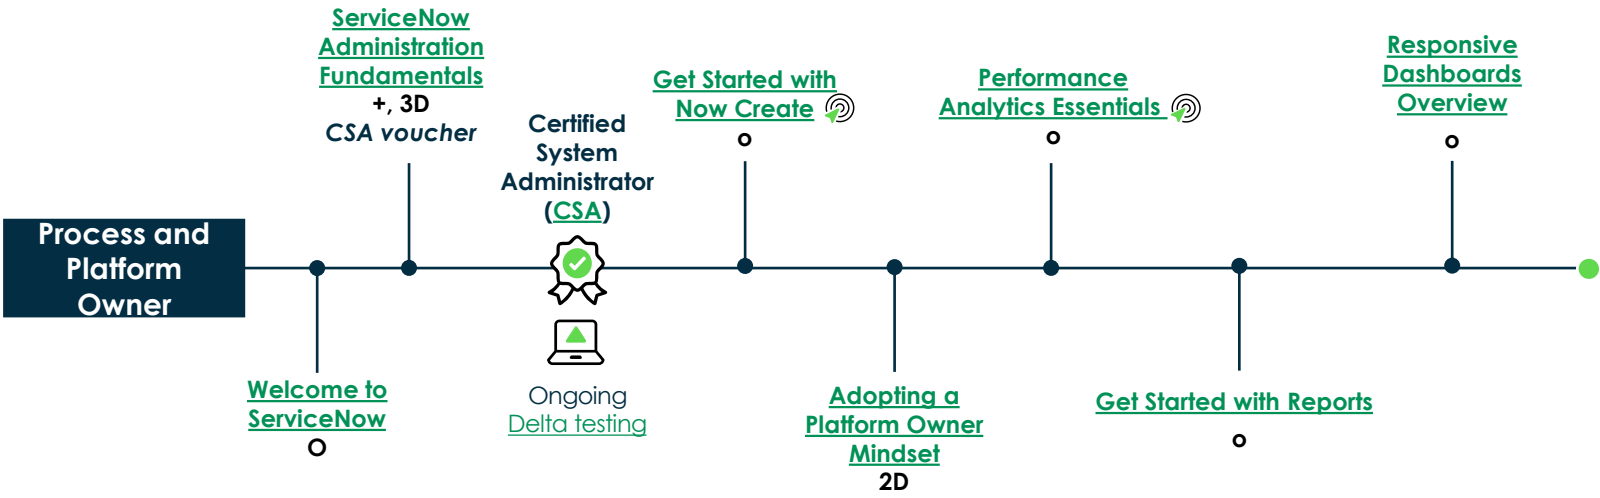 Process and
Platform
Owner
Welcome to
ServiceNow
O
ServiceNow
Administration
Fundamentals
+, 3D
CSA voucher
Certified
System
Administrator
(CSA)
Ongoing
Delta testing
Get Started with
Now Create
O
Adopting a
Platform Owner
Mindset
2D
Performance
Analytics Essentials
O
Get Started with Reports
O
Responsive
Dashboards
Overview
O